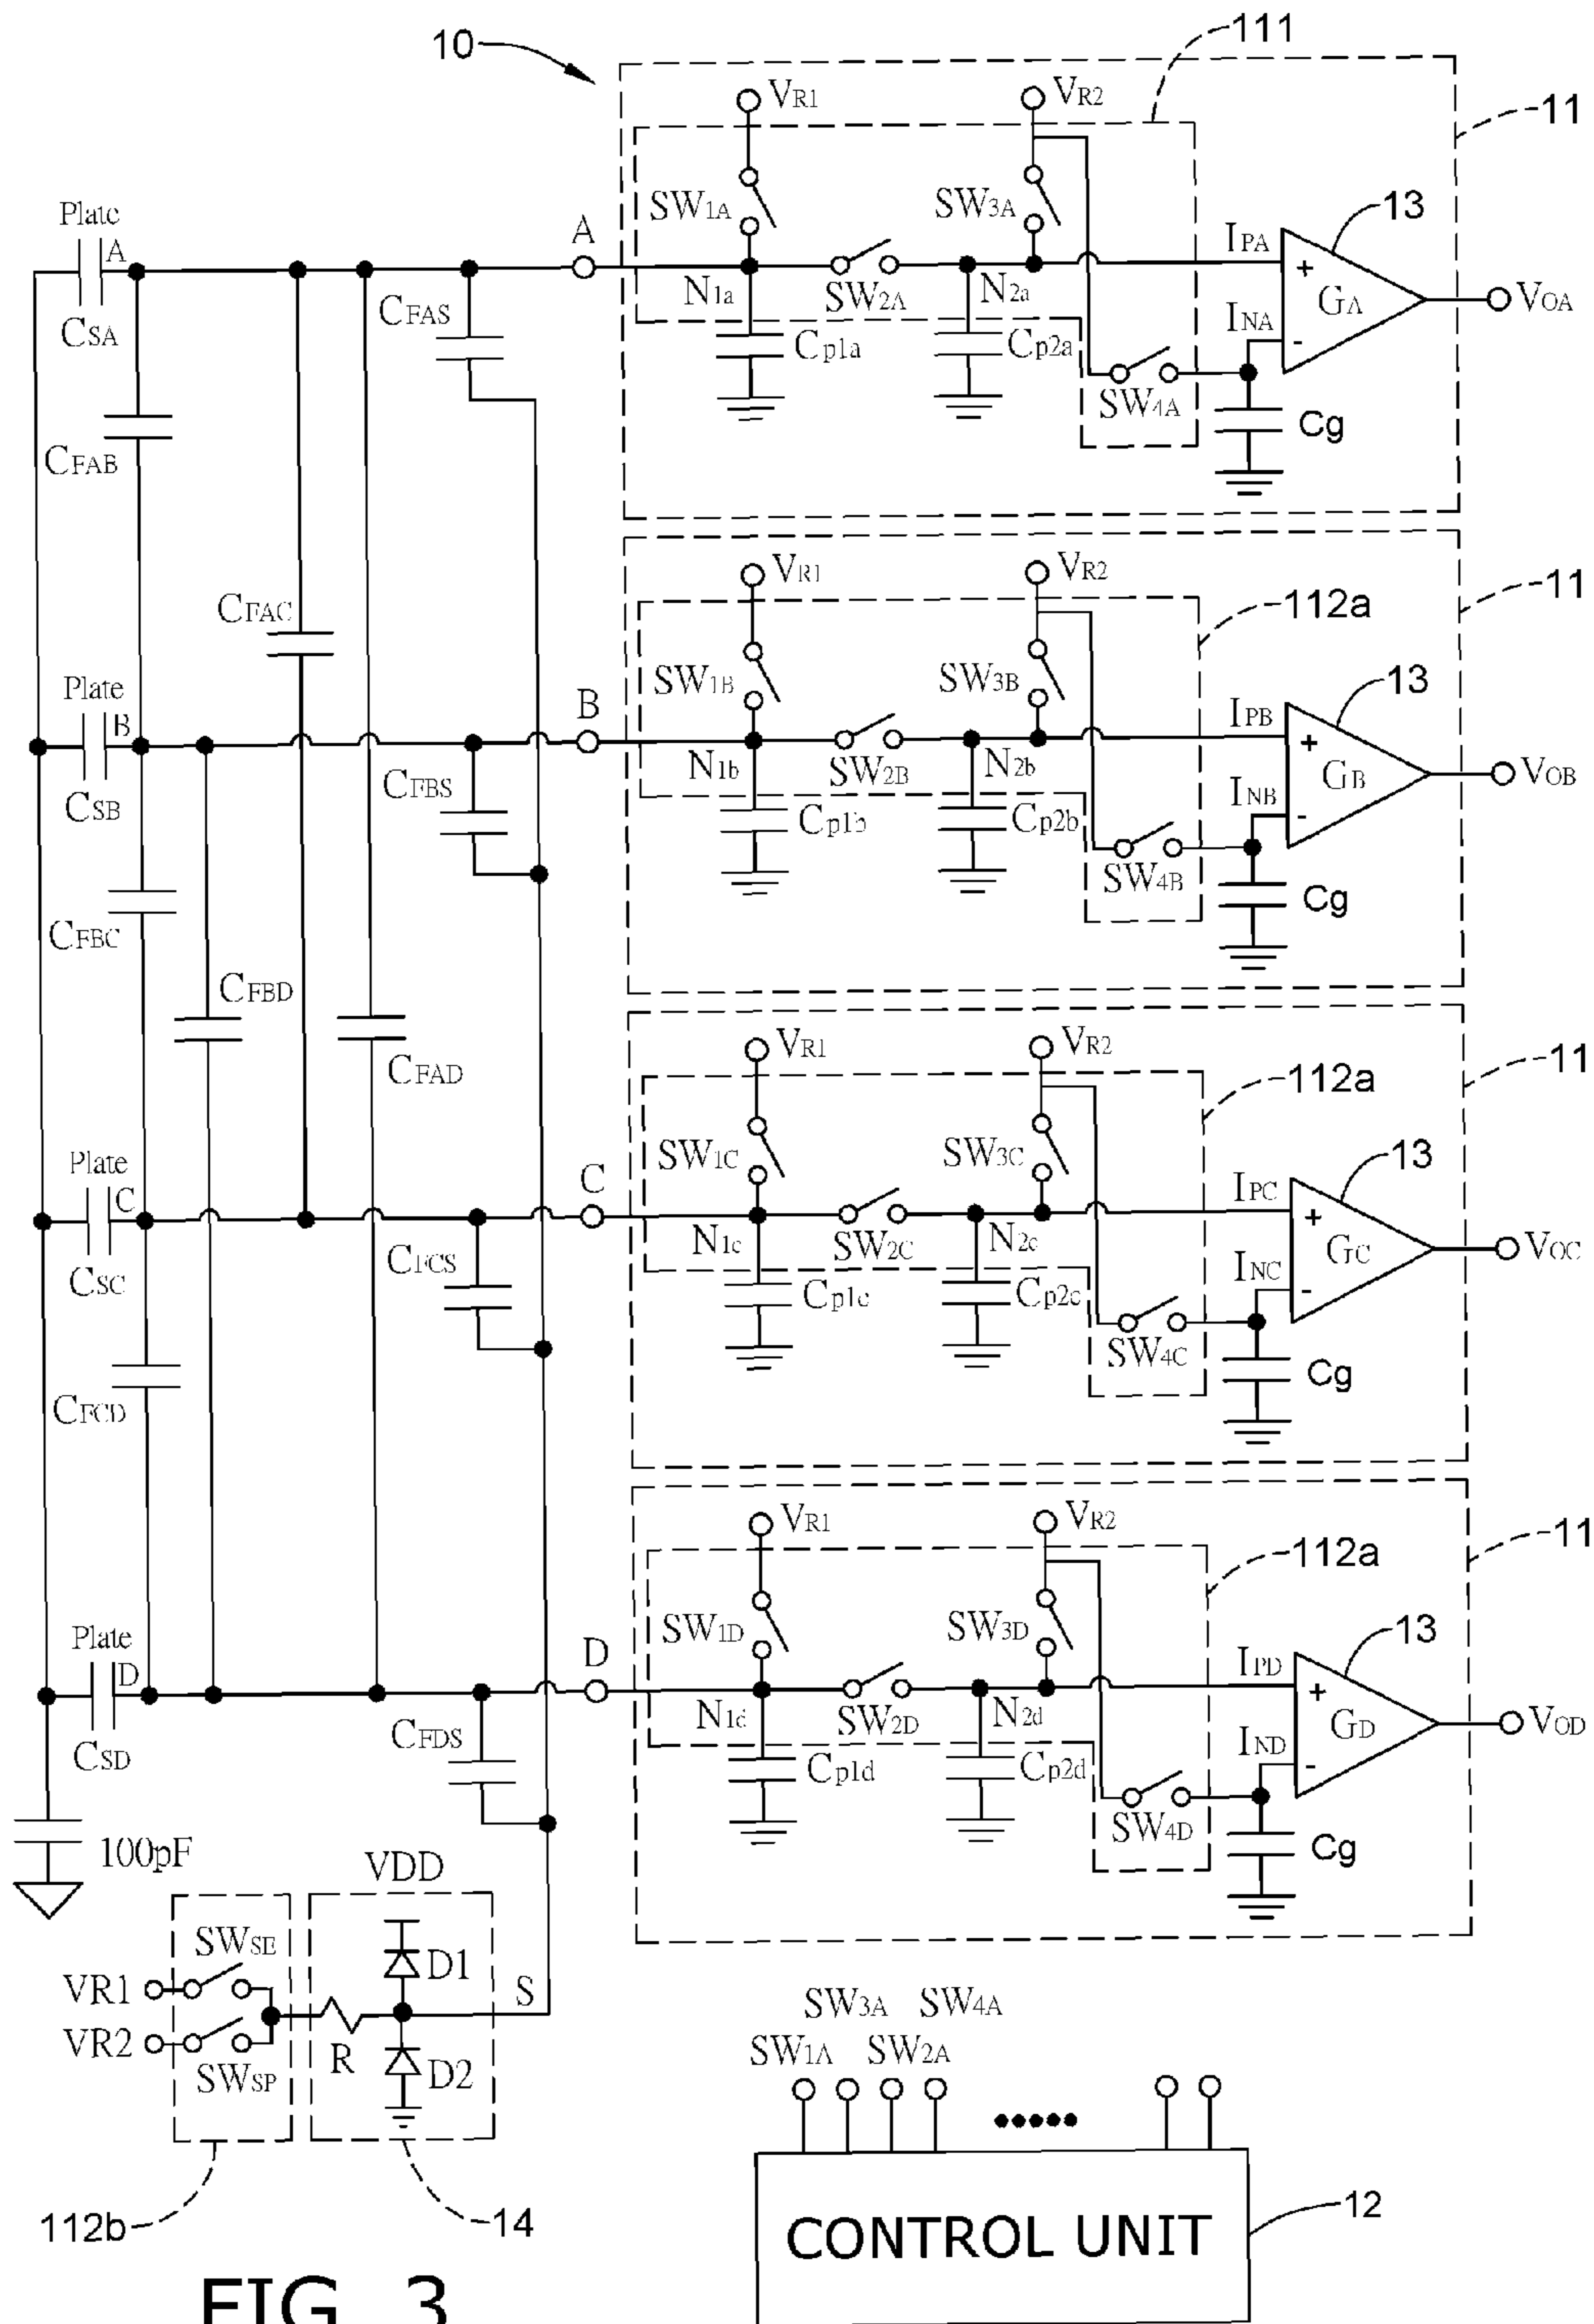 10
111
VR1
VR2
11
SW1A
SW3A
Plate
A
A
IPA
13
+
GA
VOA
N1a
SW2A
N2a
INA
-
CSA
CFAS
Cp1a
Cp2a
SW4A
Cg
CFAB
VR1
VR2
11
112a
CFAC
SW1B
SW3B
Plate
B
B
IPB
13
+
GB
VOB
N1b
SW2B
N2b
INB
-
CSB
CFBS
Cp1b
Cp2b
SW4B
Cg
CFBC
CFBD
VR1
VR2
11
CFAD
112a
SW1C
SW3C
Plate
C
C
IPC
13
+
GC
VOC
N1c
SW2C
N2c
INC
-
CSC
CFCS
Cp1c
Cp2c
SW4C
Cg
CFCD
VR1
VR2
11
112a
SW1D
SW3D
Plate
D
D
IPD
13
+
GD
VOD
N1d
SW2D
N2d
IND
-
CSD
CFDS
Cp1d
Cp2d
SW4D
Cg
100pF
VDD
SWSE
D1
S
VR1
VR2
R
SWSP
D2
SW3A SW4A
SW1A SW2A
112b
14
12
CONTROL UNIT
FIG. 3